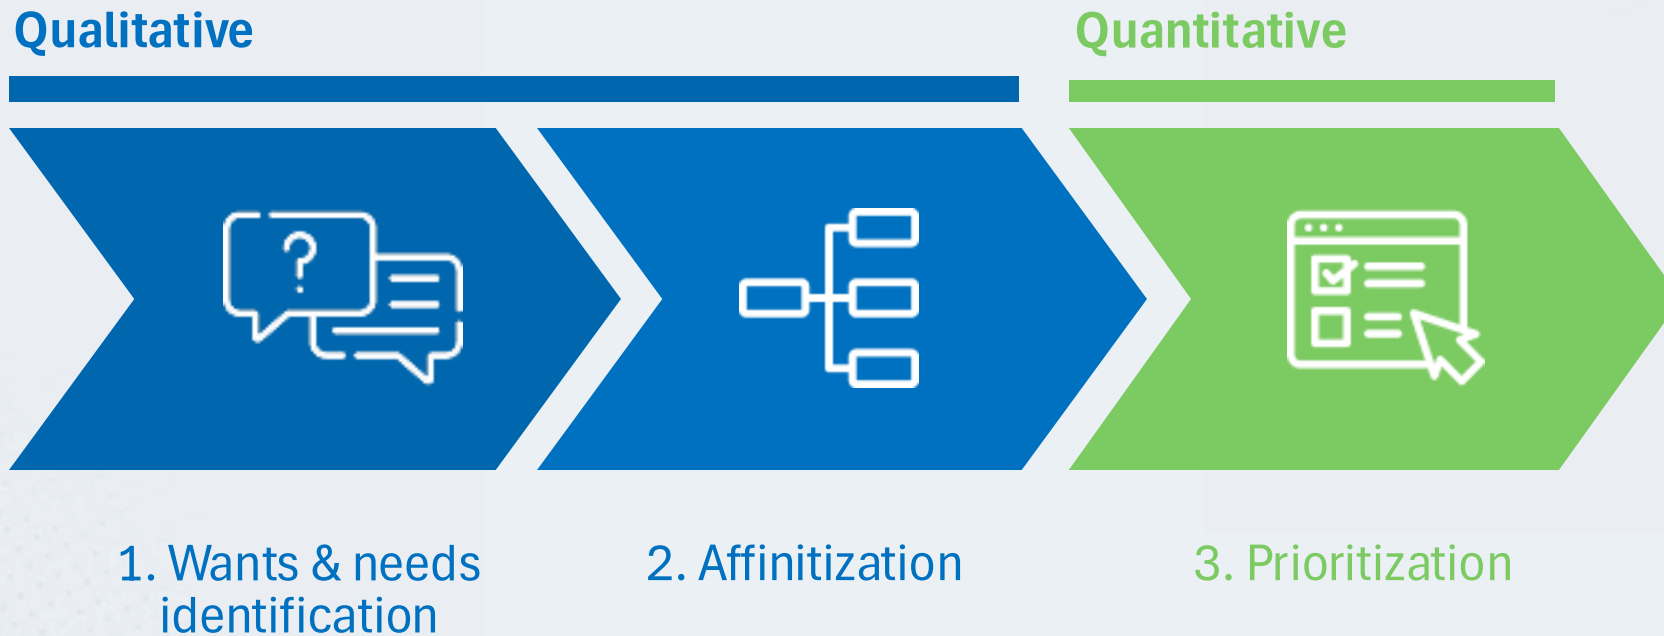 Qualitative
Quantitative
?
1. Wants & needs
identification
2. Affinitization
3. Prioritization